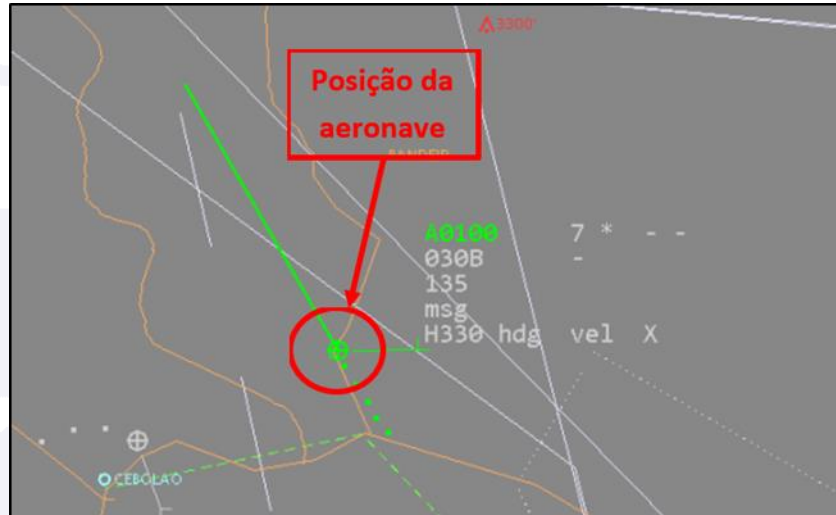 3300'
Posição da
aeronave
A0100 7 * - -
030B -
135
msg
H330 hdg vel X
CEBOLAO